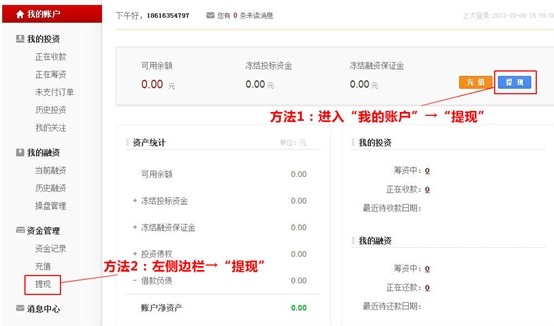 我的账户
下午好，18616354797 您有 0 条未读消息
我的投资
正在收款
正在筹资
未支付订单
历史投资
我的关注
我的融资
当前融资
历史融资
操盘管理
资金管理
资金记录
充值
提现
消息中心
可用余额 冻结投标资金 冻结融资保证金
0.00 元 0.00 元 0.00 元
充 值 提 现
方法1：进入“我的账户”→“提现”
资产统计 单位：元
可用余额 0.00
+ 冻结投标资金 0.00
+ 冻结融资保证金 0.00
+ 投资债权 0.00
方法2：左侧边栏→“提现”
- 借款负债 0.00
账户净资产 0.00
我的投资
筹资中：0
正在收款：0
最近待收款日期：
我的融资
筹资中：0
正在还款：0
最近待还款日期：